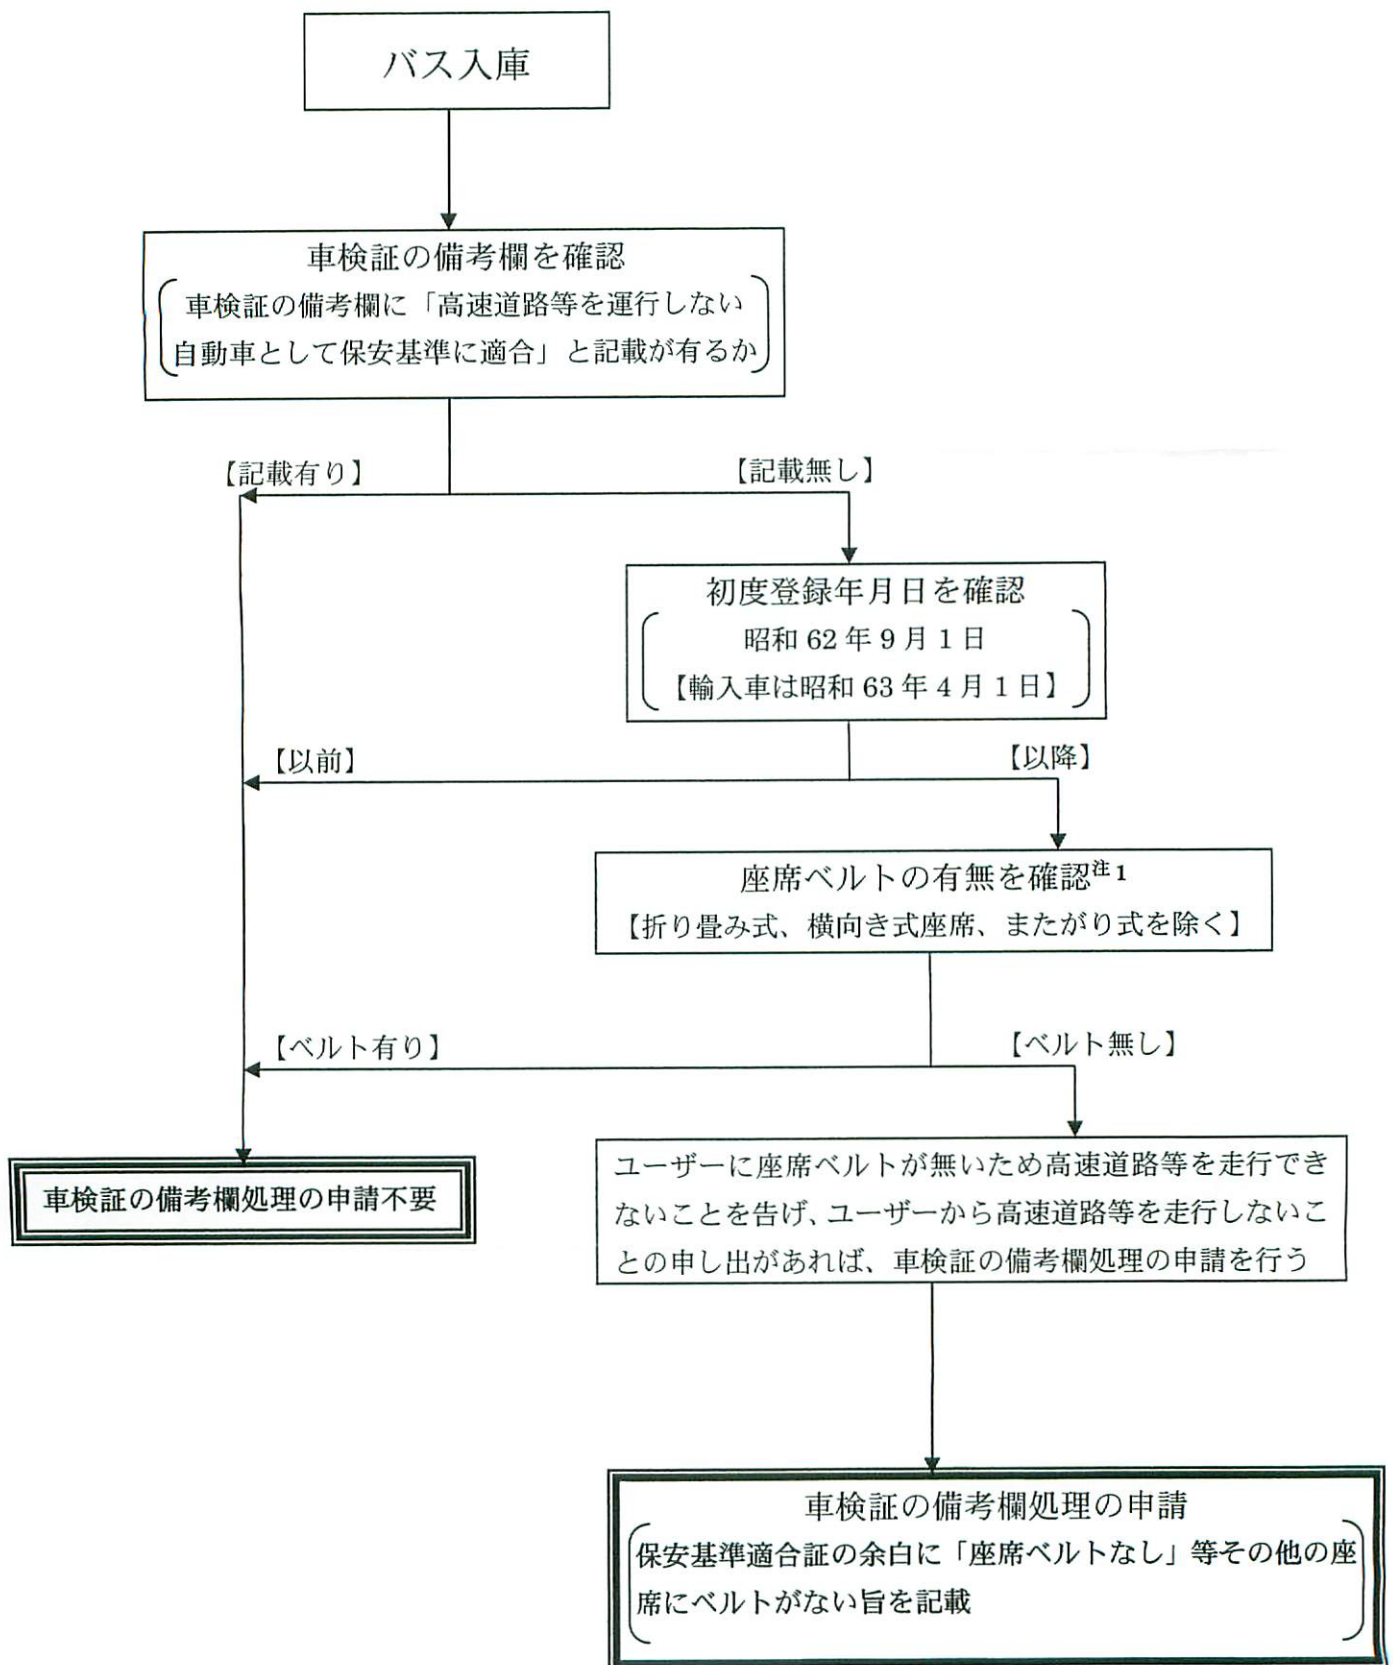 バス入庫
車検証の備考欄を確認
車検証の備考欄に「高速道路等を運行しない
自動車として保安基準に適合」と記載が有るか
【記載有り】
【記載無し】
初度登録年月日を確認
昭和 62 年 9 月 1 日
【輸入車は昭和 63 年 4 月 1 日】
【以前】
【以降】
座席ベルトの有無を確認注1
【折り畳み式、横向き式座席、またがり式を除く】
【ベルト有り】
【ベルト無し】
車検証の備考欄処理の申請不要
ユーザーに座席ベルトが無いため高速道路等を走行でき
ないことを告げ、ユーザーから高速道路等を走行しないこ
との申し出があれば、車検証の備考欄処理の申請を行う
車検証の備考欄処理の申請
保安基準適合証の余白に「座席ベルトなし」等その他の座
席にベルトがない旨を記載